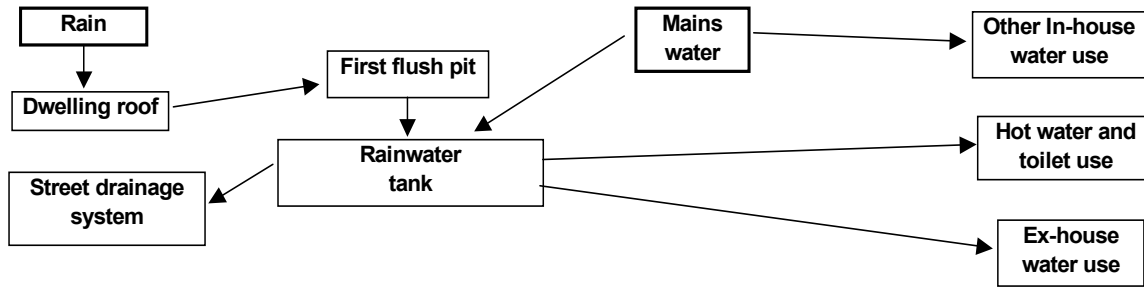 Rain
Mains
water
Other In-house
water use
First flush pit
Dwelling roof
Hot water and
toilet use
Rainwater
tank
Street drainage
system
Ex-house
water use